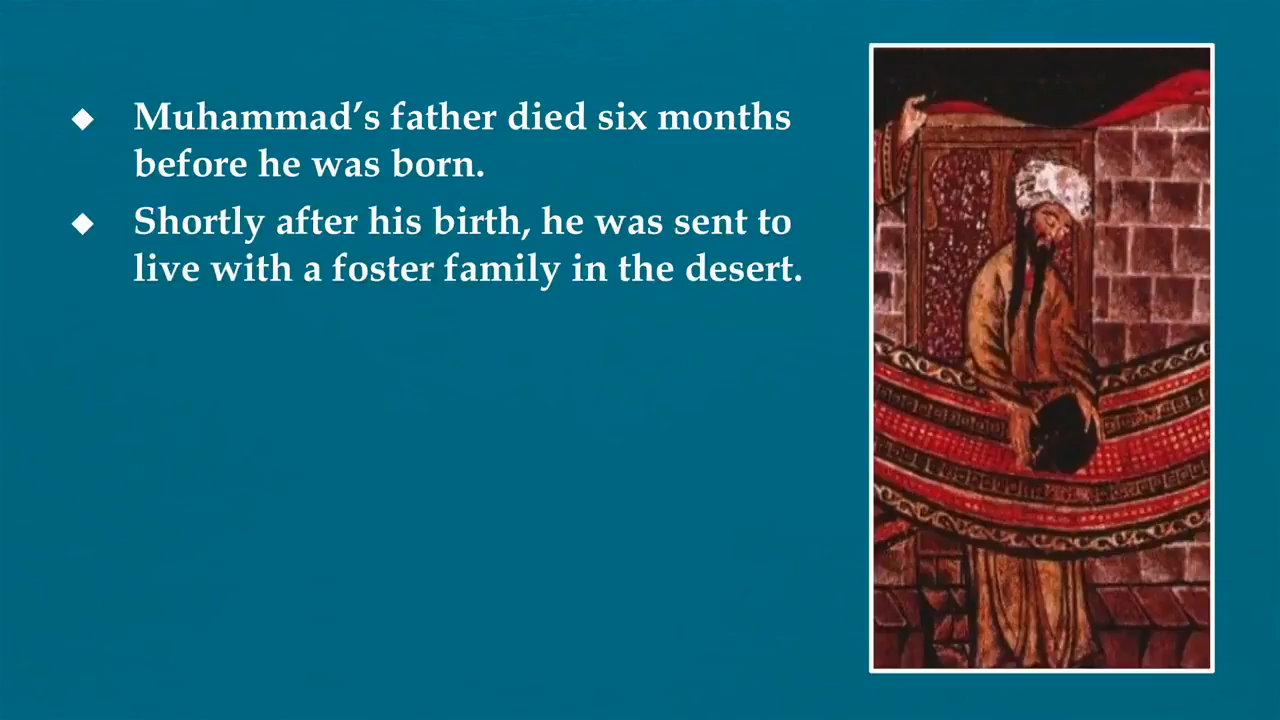 ◆ Muhammad’s father died six months
before he was born.
◆ Shortly after his birth, he was sent to
live with a foster family in the desert.